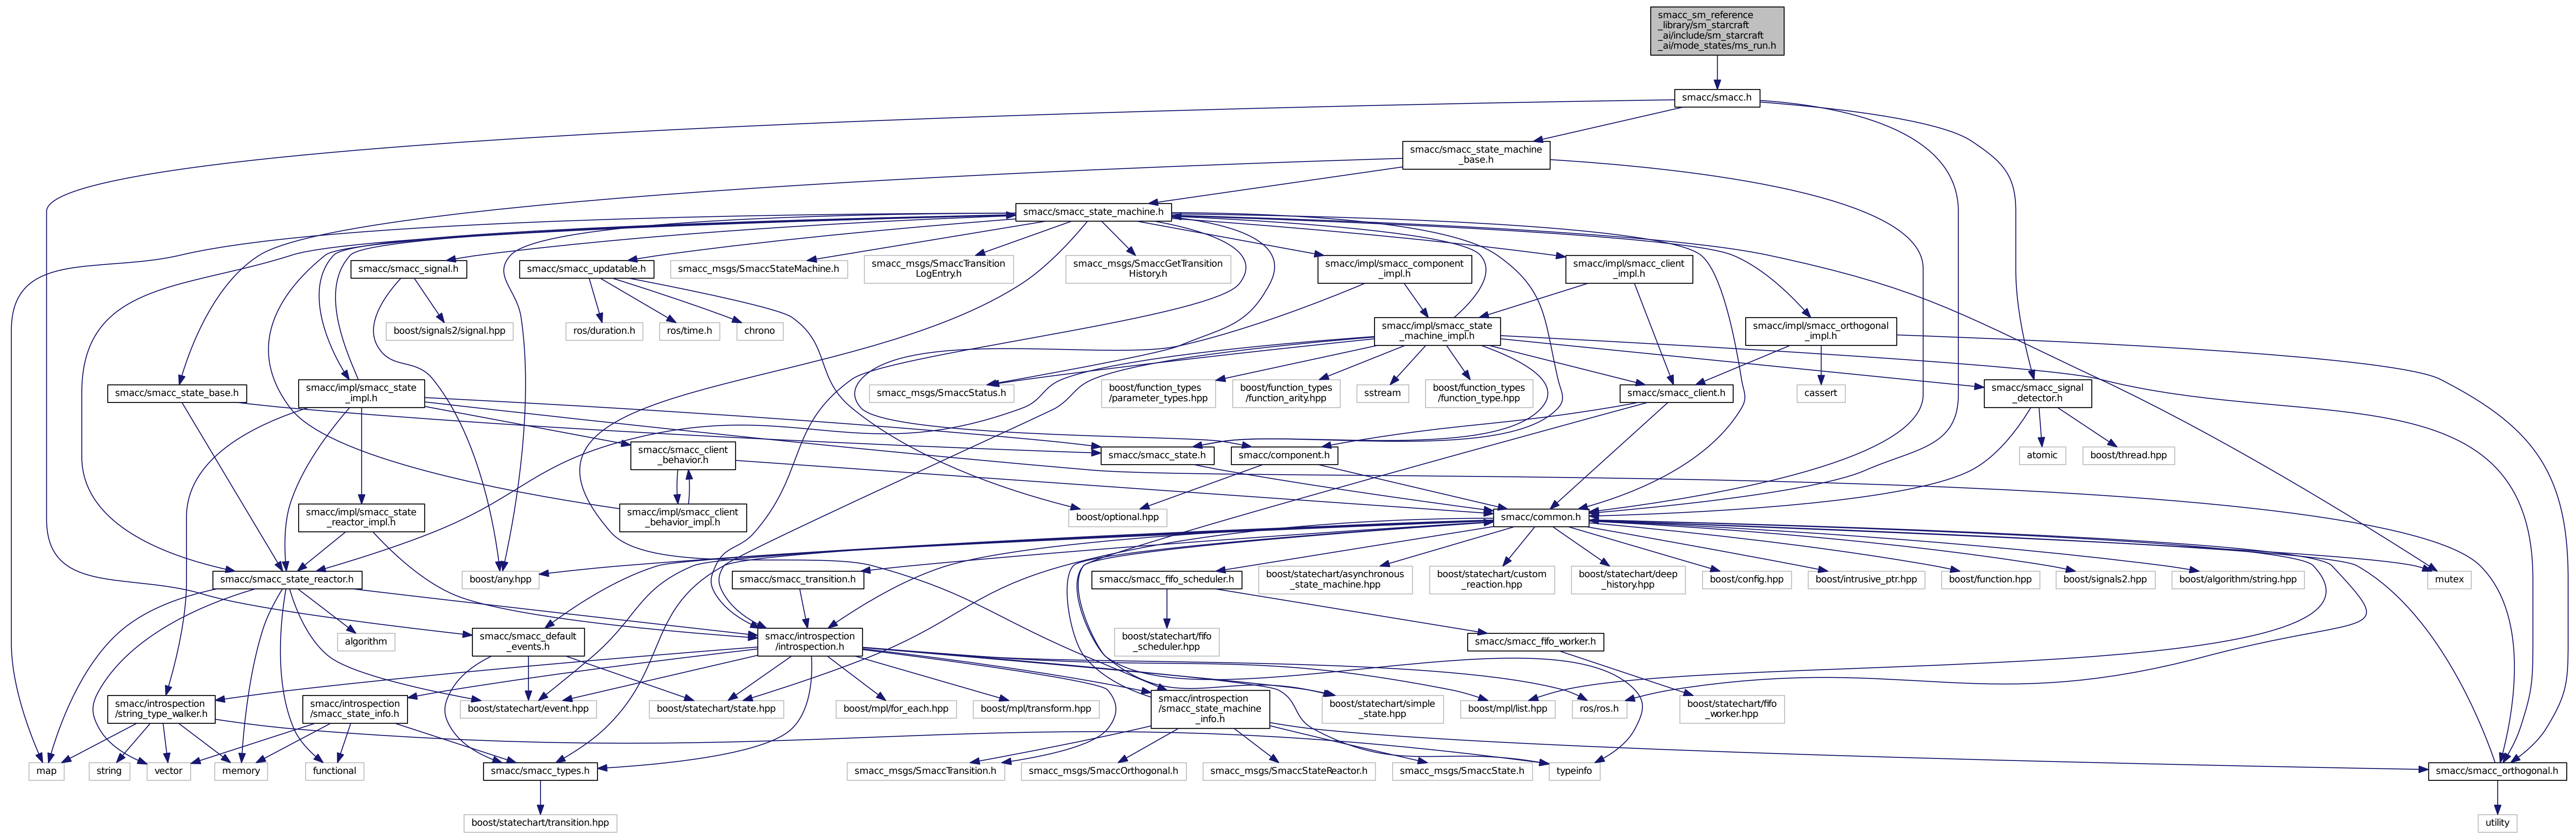 smacc_sm_reference
_library/sm_starcraft
_ai/include/sm_starcraft
_ai/mode_states/ms_run.h
smacc/smacc.h
smacc/smacc_state_machine
_base.h
smacc/smacc_state_machine.h
smacc/smacc_signal.h
smacc/smacc_updatable.h
smacc_msgs/SmaccStateMachine.h
smacc_msgs/SmaccTransition
LogEntry.h
smacc_msgs/SmaccGetTransition
History.h
smacc/impl/smacc_component
_impl.h
smacc/impl/smacc_client
_impl.h
boost/signals2/signal.hpp
ros/duration.h
ros/time.h
chrono
smacc/impl/smacc_state
_machine_impl.h
smacc/impl/smacc_orthogonal
_impl.h
smacc/smacc_state_base.h
smacc/impl/smacc_state
_impl.h
smacc_msgs/SmaccStatus.h
boost/function_types
/parameter_types.hpp
boost/function_types
/function_arity.hpp
sstream
boost/function_types
/function_type.hpp
smacc/smacc_client.h
cassert
smacc/smacc_signal
_detector.h
smacc/smacc_client
_behavior.h
smacc/smacc_state.h
smacc/component.h
atomic
boost/thread.hpp
smacc/impl/smacc_state
_reactor_impl.h
smacc/impl/smacc_client
_behavior_impl.h
boost/optional.hpp
smacc/common.h
smacc/smacc_state_reactor.h
boost/any.hpp
smacc/smacc_transition.h
smacc/smacc_fifo_scheduler.h
boost/statechart/asynchronous
_state_machine.hpp
boost/statechart/custom
_reaction.hpp
boost/statechart/deep
_history.hpp
boost/config.hpp
boost/intrusive_ptr.hpp
boost/function.hpp
boost/signals2.hpp
boost/algorithm/string.hpp
mutex
algorithm
smacc/smacc_default
_events.h
smacc/introspection
/introspection.h
boost/statechart/fifo
_scheduler.hpp
smacc/smacc_fifo_worker.h
smacc/introspection
/string_type_walker.h
smacc/introspection
/smacc_state_info.h
boost/statechart/event.hpp
boost/statechart/state.hpp
boost/mpl/for_each.hpp
boost/mpl/transform.hpp
smacc/introspection
/smacc_state_machine
_info.h
boost/statechart/simple
_state.hpp
boost/mpl/list.hpp
ros/ros.h
boost/statechart/fifo
_worker.hpp
map
string
vector
memory
functional
smacc/smacc_types.h
smacc_msgs/SmaccTransition.h
smacc_msgs/SmaccOrthogonal.h
smacc_msgs/SmaccStateReactor.h
smacc_msgs/SmaccState.h
typeinfo
smacc/smacc_orthogonal.h
boost/statechart/transition.hpp
utility